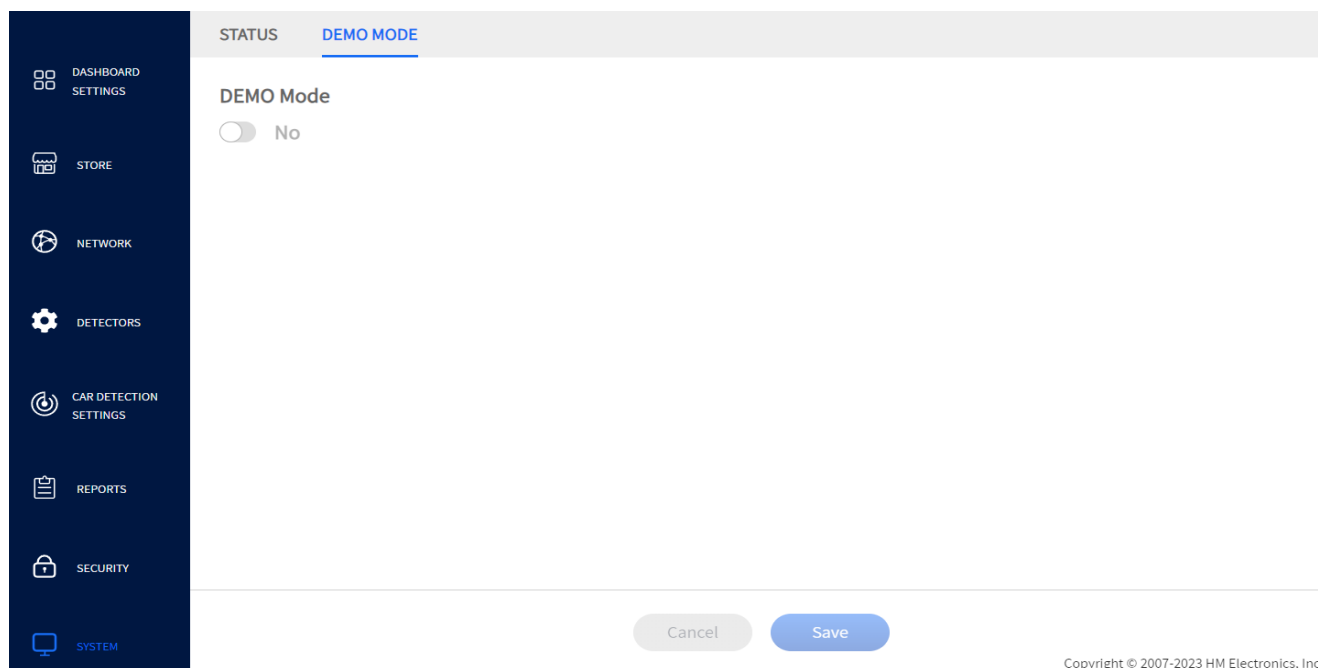 STATUS DEMO MODE
DASHBOARD
SETTINGS
STORE
NETWORK
DETECTORS
CAR DETECTION
SETTINGS
REPORTS
SECURITY
SYSTEM
DEMO Mode
No
Cancel Save
Copyright © 2007-2023 HM Electronics, Inc